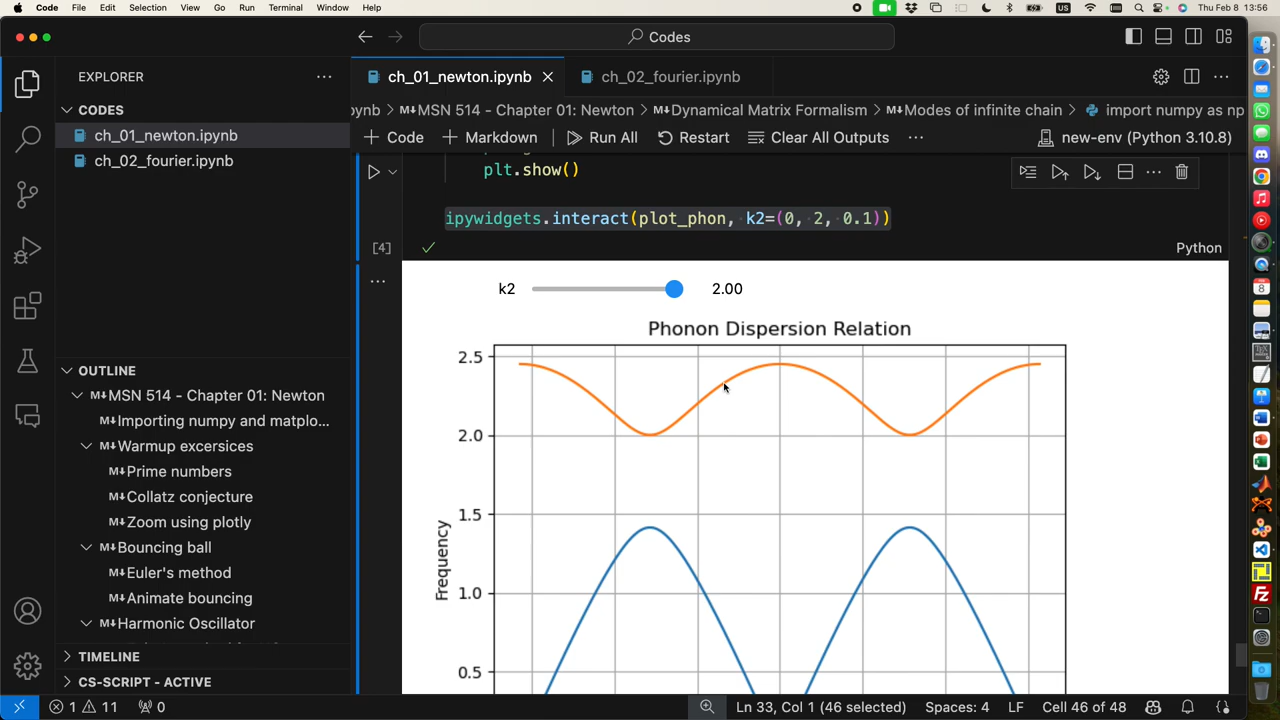 Code File Edit Selection View Go Run Terminal Window Help Thu Feb 8 13:56
Codes
EXPLORER
ch_01_newton.ipynb
ch_02_fourier.ipynb
CODES
ynb > M↓MSN 514 - Chapter 01: Newton > M↓Dynamical Matrix Formalism > M↓Modes of infinite chain > import numpy as np
ch_01_newton.ipynb
Code Markdown Run All Restart Clear All Outputs ... new-env (Python 3.10.8)
ch_02_fourier.ipynb
plt.show()
ipywidgets.interact(plot_phon, k2=(0, 2, 0.1))
[4]
Python
k2 2.00
Phonon Dispersion Relation
2.5
2.0
1.5
1.0
0.5
Frequency
OUTLINE
M↓MSN 514 - Chapter 01: Newton
M↓Importing numpy and matplo...
M↓Warmup excersices
M↓Prime numbers
M↓Collatz conjecture
M↓Zoom using plotly
M↓Bouncing ball
M↓Euler's method
M↓Animate bouncing
M↓Harmonic Oscillator
TIMELINE
CS-SCRIPT - ACTIVE
1 11 0 Ln 33, Col 1 (46 selected) Spaces: 4 LF Cell 46 of 48